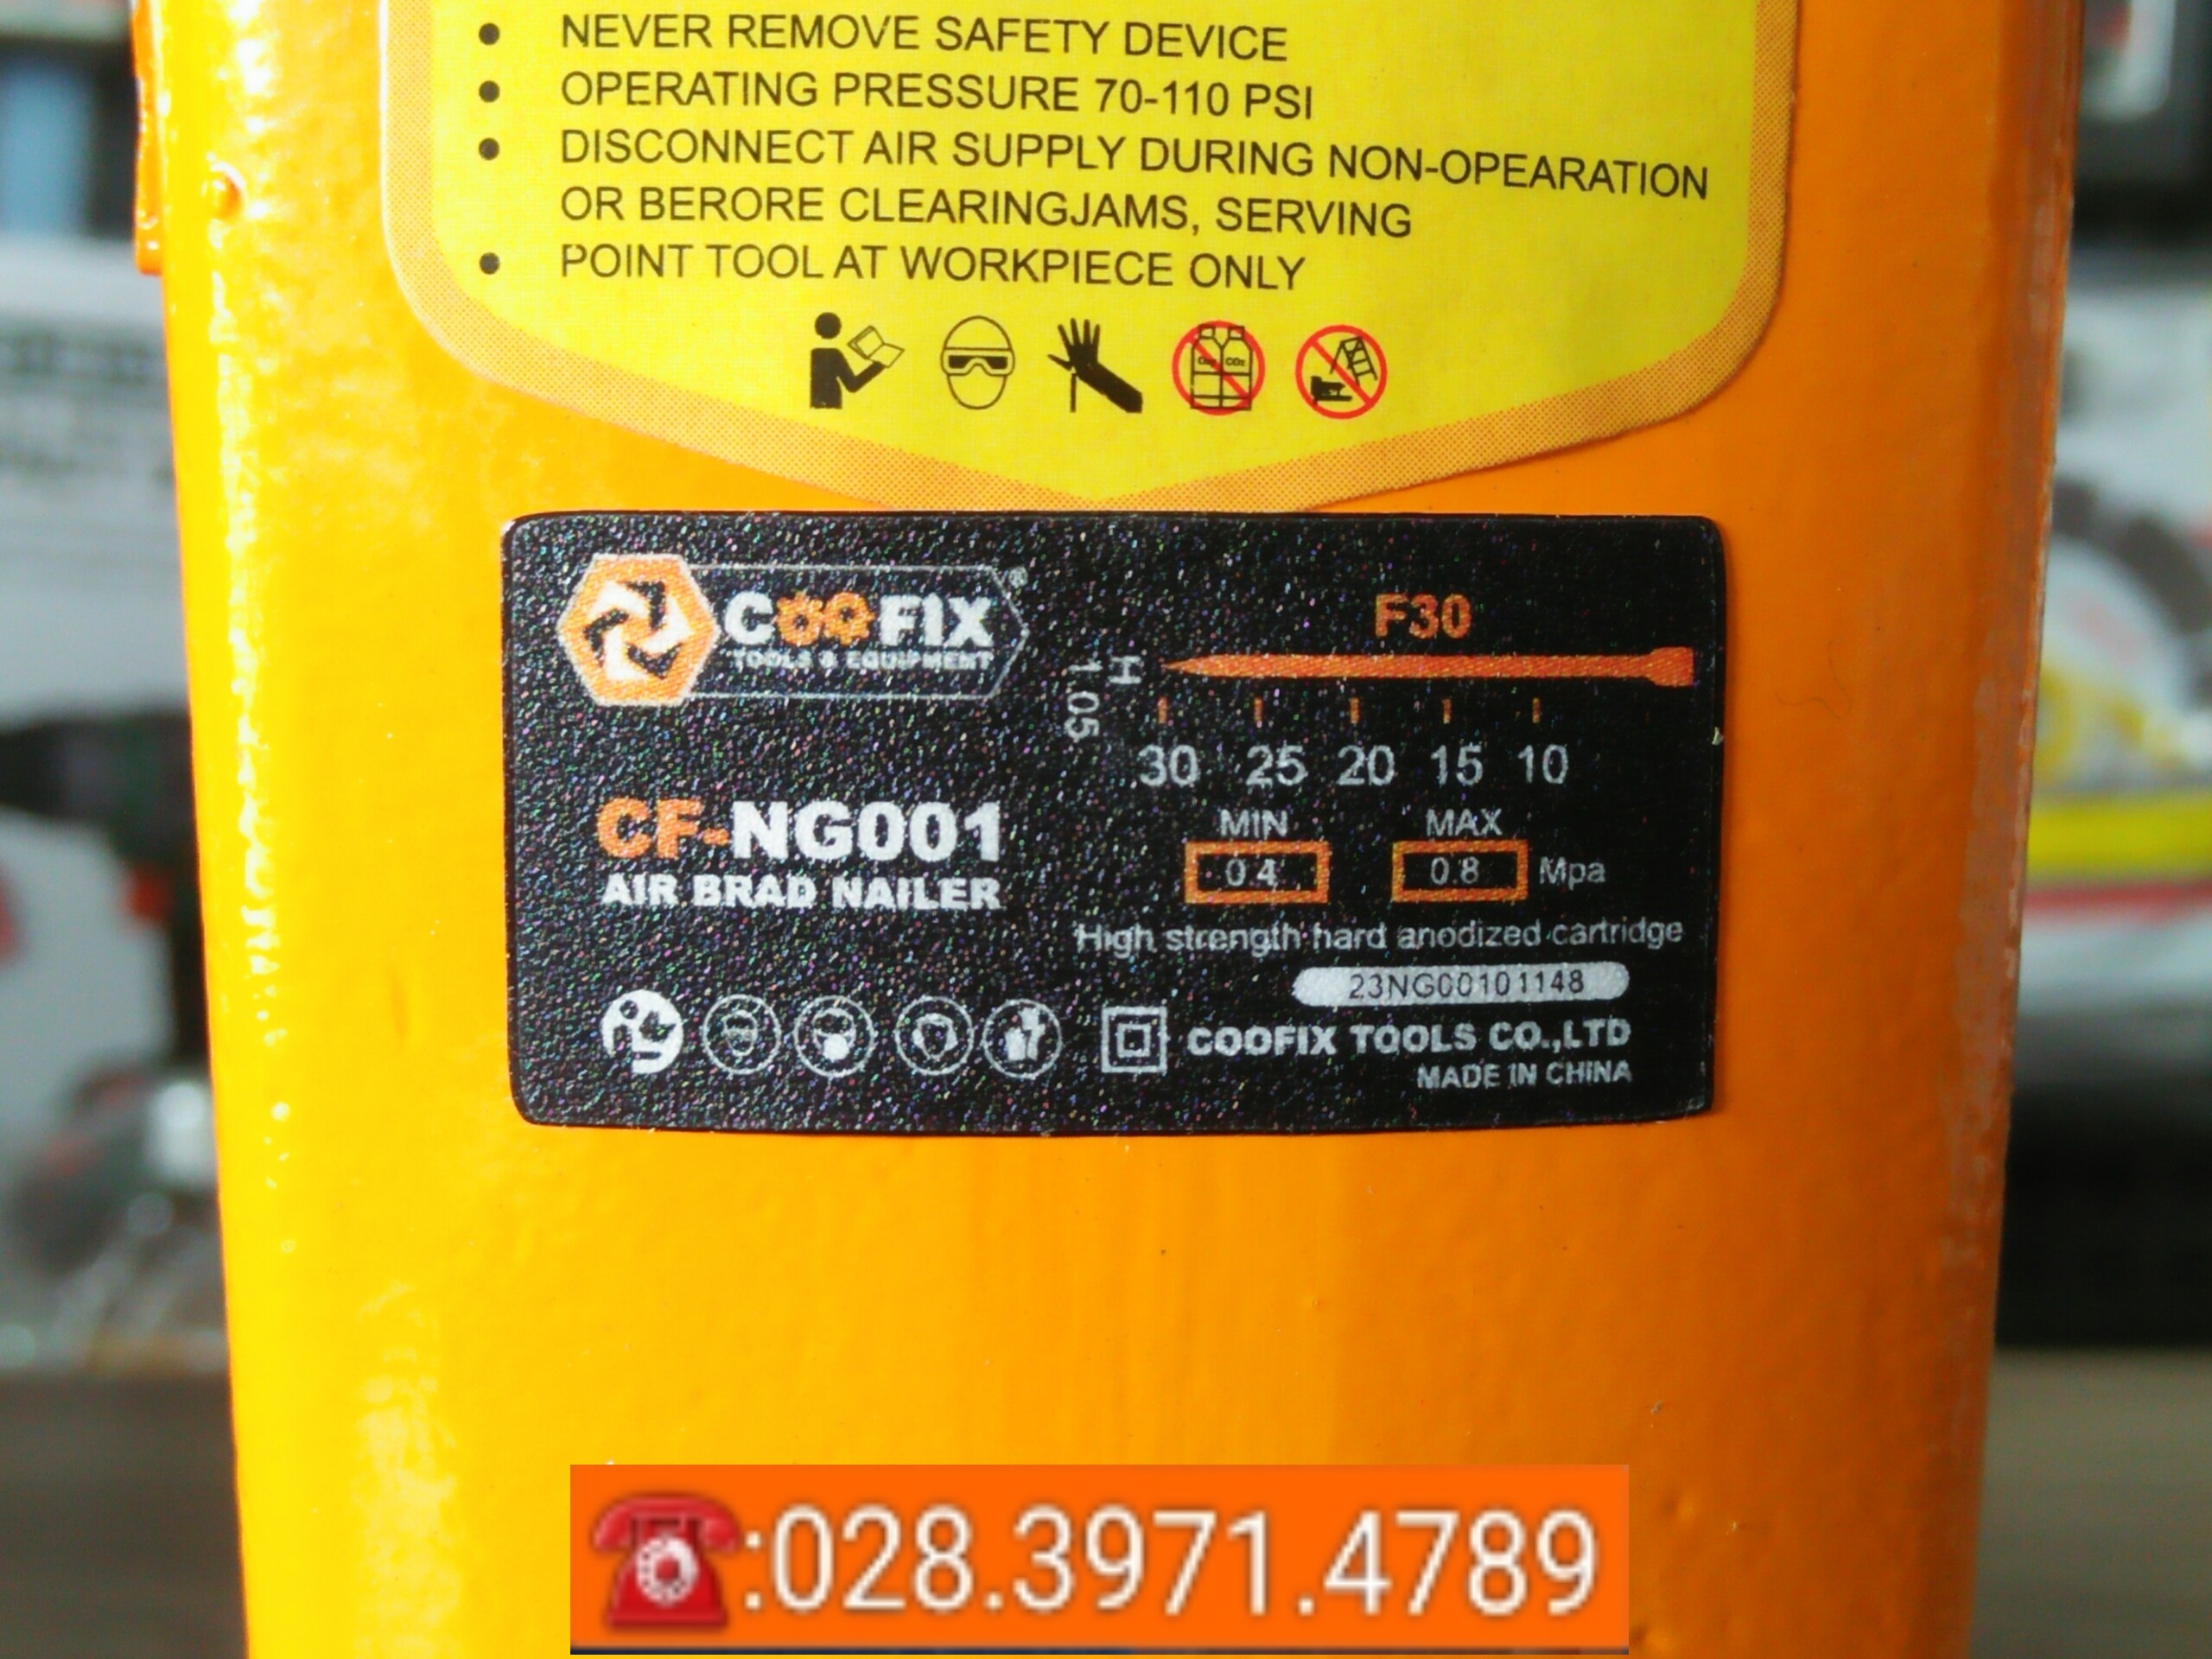 • NEVER REMOVE SAFETY DEVICE
• OPERATING PRESSURE 70-110 PSI
• DISCONNECT AIR SUPPLY DURING NON-OPEARATION
OR BERORE CLEARINGJAMS, SERVING
• POINT TOOL AT WORKPIECE ONLY
CO2
COOFIX®
TOOLS & EQUIPMENT
F30
H
1.05
30 25 20 15 10
CF-NG001
AIR BRAD NAILER
MIN MAX
0.4 0.8 Mpa
High strength hard anodized cartridge
23NG00101148
COOFIX TOOLS CO.,LTD
MADE IN CHINA
☎:028.3971.4789